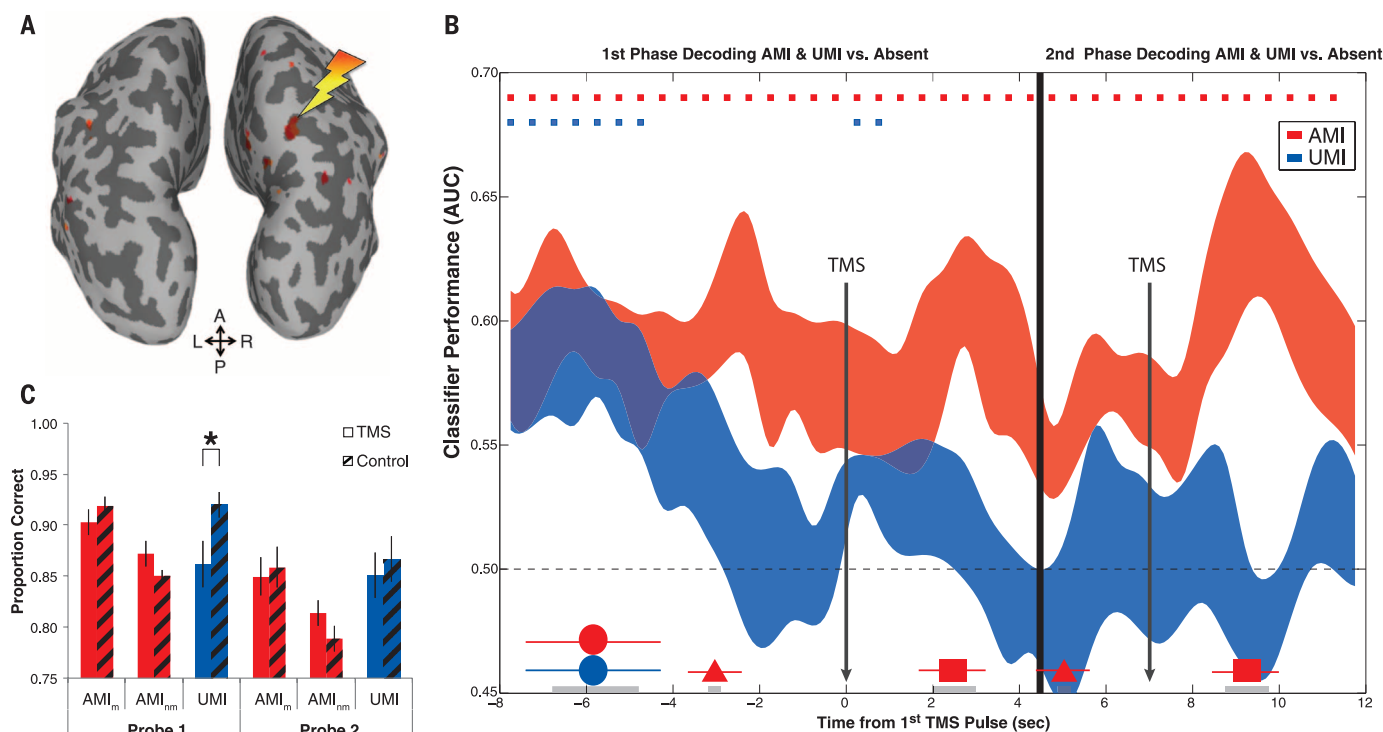 A
A
L R
P
B
1st Phase Decoding AMI & UMI vs. Absent
2nd Phase Decoding AMI & UMI vs. Absent
Classifier Performance (AUC)
0.70
0.65
0.60
0.55
0.50
0.45
AMI
UMI
TMS
TMS
−8 −6 −4 −2 0 2 4 6 8 10 12
Time from 1st TMS Pulse (sec)
C
Proportion Correct
1.00
0.95
0.90
0.85
0.80
0.75
*
TMS
Control
AMIm AMInm UMI AMIm AMInm UMI
Probe 1 Probe 2